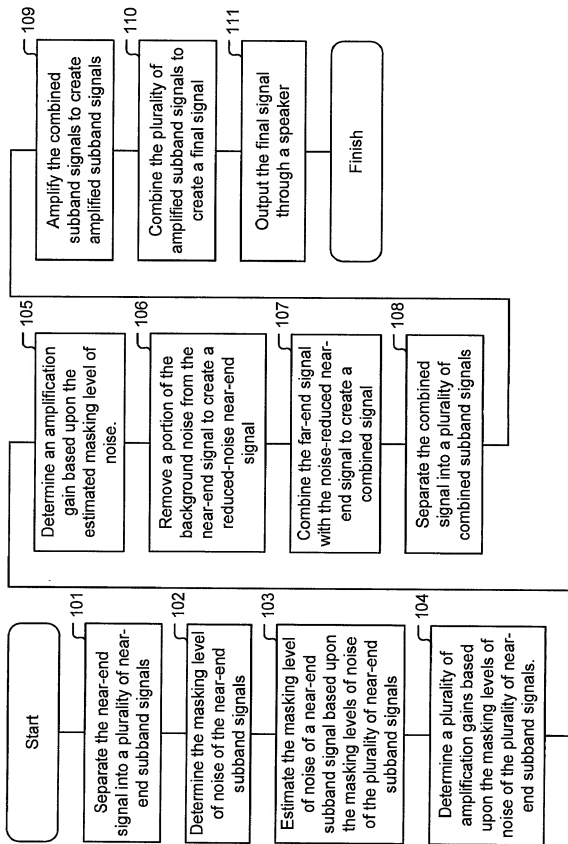 Start
101
Separate the near-end
signal into a plurality of near-
end subband signals
102
Determine the masking level
of noise of the near-end
subband signals
103
Estimate the masking level
of noise of a near-end
subband signal based upon
the masking levels of noise
of the plurality of near-end
subband signals
104
Determine a plurality of
amplification gains based
upon the masking levels of
noise of the plurality of near-
end subband signals.
105
Determine an amplification
gain based upon the
estimated masking level of
noise.
106
Remove a portion of the
background noise from the
near-end signal to create a
reduced-noise near-end
signal
107
Combine the far-end signal
with the noise-reduced near-
end signal to create a
combined signal
108
Separate the combined
signal into a plurality of
combined subband signals
109
Amplify the combined
subband signals to create
amplified subband signals
110
Combine the plurality of
amplified subband signals to
create a final signal
111
Output the final signal
through a speaker
Finish